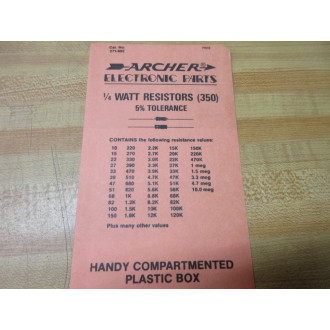 Cat. No.
ARCHER
ELECTRONIC PARTS
¼ WATT RESISTORS (350)
5% TOLERANCE
CONTAINS the following resistance values:
10 220 2.2K 15K 150K
15 270 2.7K 20K 220K
22 330 3.0K 22K 470K
27 390 3.3K 27K 1 meg
33 470 3.9K 33K 1.5 meg
39 510 4.7K 47K 3.3 meg
47 680 5.1K 51K 4.7 meg
51 820 5.6K 56K 10.0 meg
68 1K 6.8K 68K
82 1.2K 8.2K 82K
100 1.5K 10K 100K
150 1.8K 12K 120K
Plus many other values
HANDY COMPARTMENTED
PLASTIC BOX